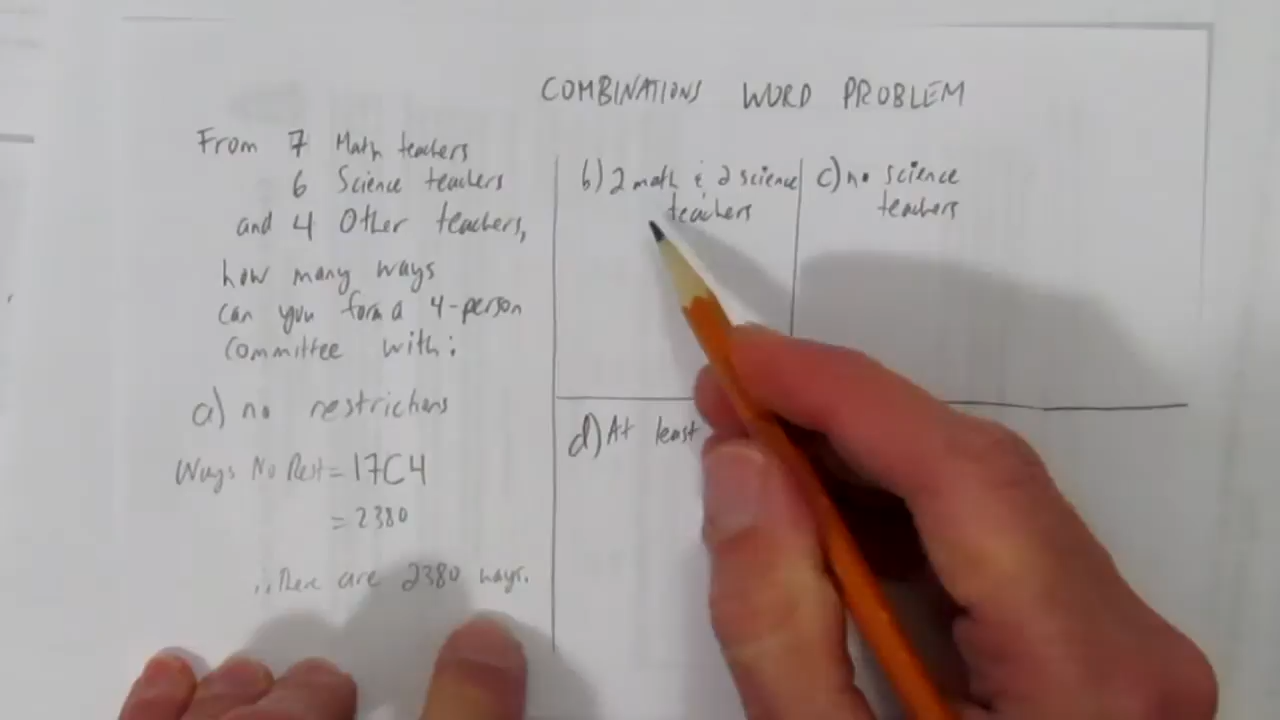 COMBINATIONS WORD PROBLEM
From 7 Math teachers
6 Science teachers
and 4 Other teachers,
how many ways
can you form a 4-person
committee with:
a) no restrictions
Ways No Rest = 17C4
= 2380
∴ There are 2380 ways.
b) 2 math & 2 science
teachers
c) no science
teachers
d) At least